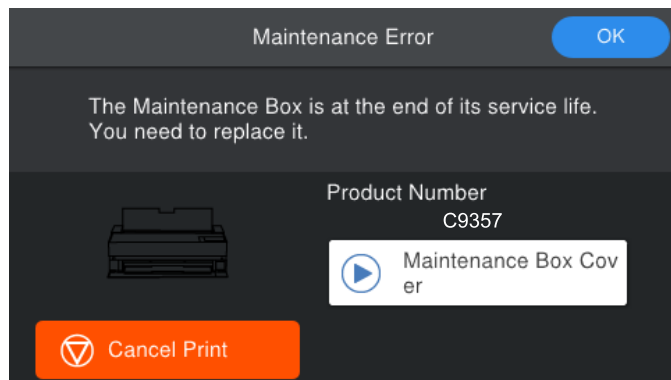 Maintenance Error
OK
The Maintenance Box is at the end of its service life.
You need to replace it.
Product Number
C9357
Maintenance Box Cov
er
Cancel Print